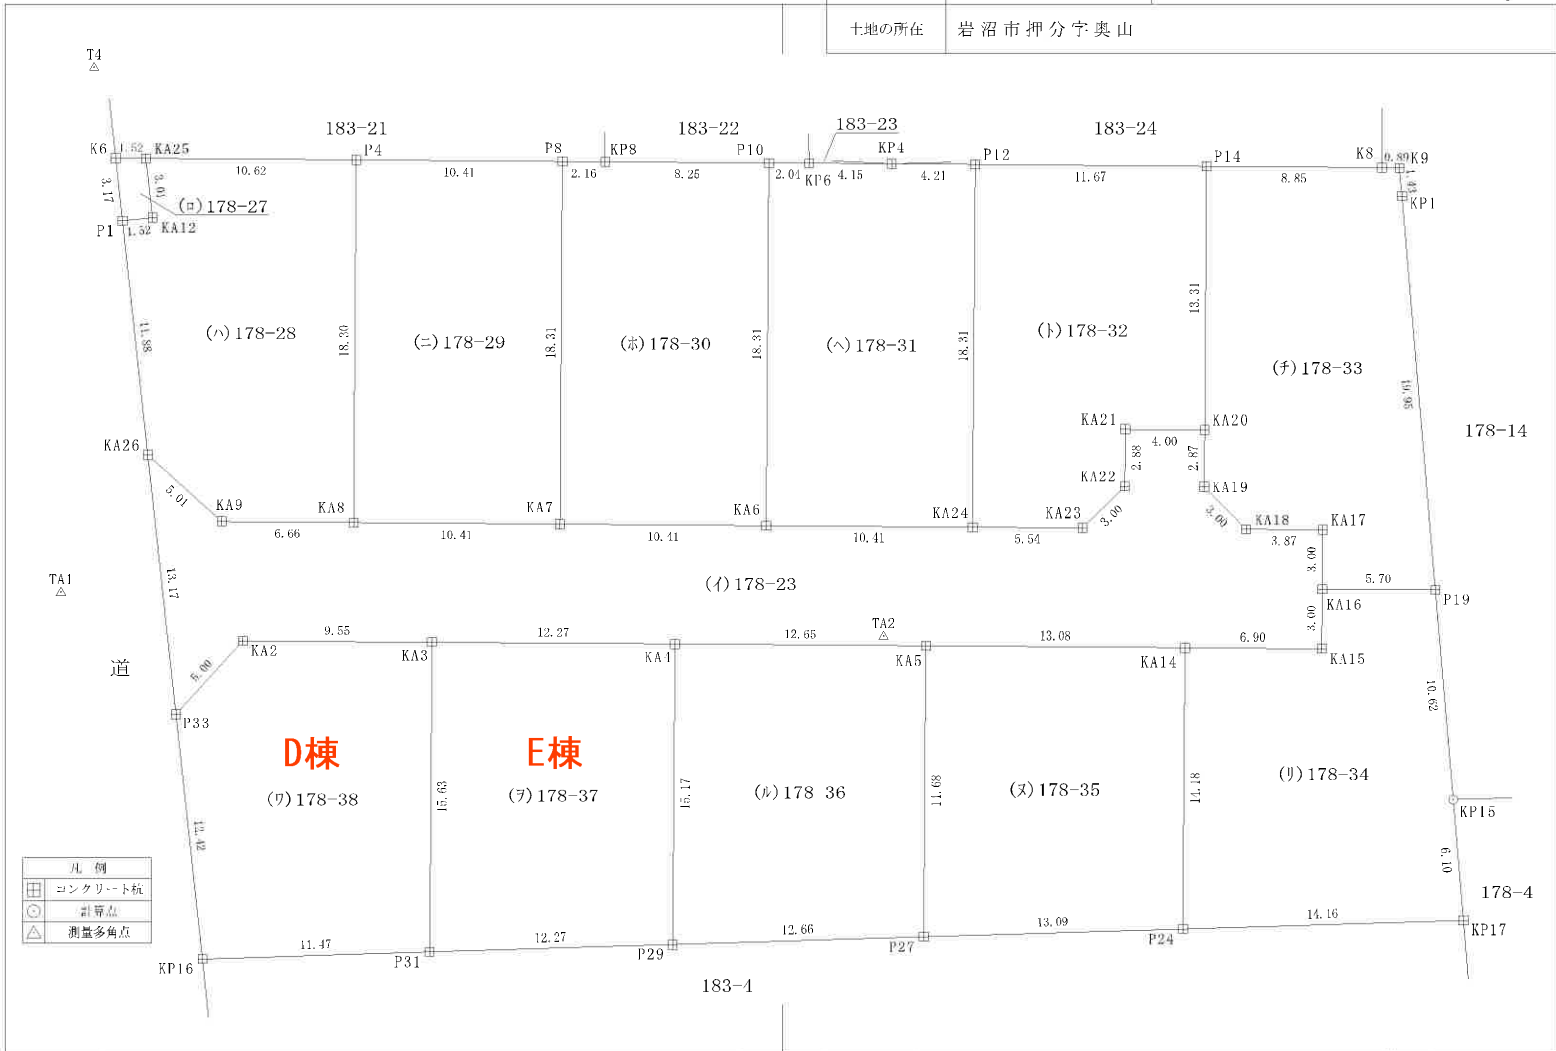 土地の所在 岩沼市押分字奥山
T4
183-21 183-22 183-23 183-24
K6 1.52 KA25 P4 P8 KP8 P10 KP6 KP4 P12 P14 K8 0.89 K9
10.62 10.41 2.16 8.25 2.04 4.15 4.21 11.67 8.85
3.17 3.01 1.43
(ロ)178-27 KP1
P1 1.52 KA12
11.88 18.30 18.31 18.31 18.31 13.31
(ハ)178-28 (ニ)178-29 (ホ)178-30 (ヘ)178-31 (ト)178-32
(チ)178-33
19.95
KA21 KA20 178-14
4.00
KA26
2.88 2.87
KA22 KA19
5.01 3.00 3.00
KA9 KA8 KA7 KA6 KA24 KA23 KA18 KA17
6.66 10.41 10.41 10.41 5.54 3.87
3.00
TA1 13.17 (イ)178-23 5.70
KA16 P19
3.00
9.55 12.27 12.65 TA2 13.08 6.90
KA2 KA3 KA4 KA5 KA14 KA15
道 5.00
10.62
P33
D棟 E棟
(ワ)178-38 (ヲ)178-37 (ル)178 36 (ヌ)178-35 (リ)178-34
15.63 15.17 14.18
KP15
12.42
6.10
凡 例
コンクリート杭
計算点
測量多角点
178-4
11.47 12.27 12.66 13.09 14.16
KP16 P31 P29 P27 P24 KP17
183-4